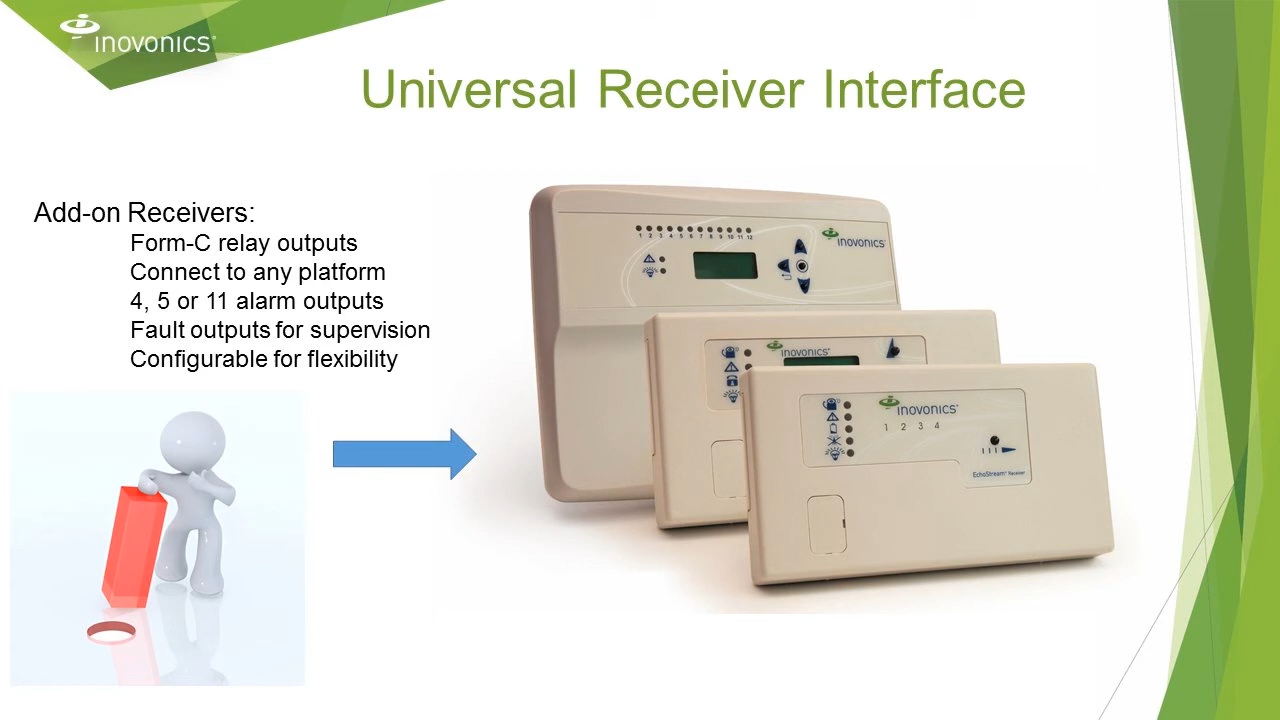 inovonics®
Universal Receiver Interface
Add-on Receivers:
Form-C relay outputs
Connect to any platform
4, 5 or 11 alarm outputs
Fault outputs for supervision
Configurable for flexibility
1 2 3 4 5 6 7 8 9 10 11 12
inovonics
inovonics
inovonics
1 2 3 4
EchoStream Receiver